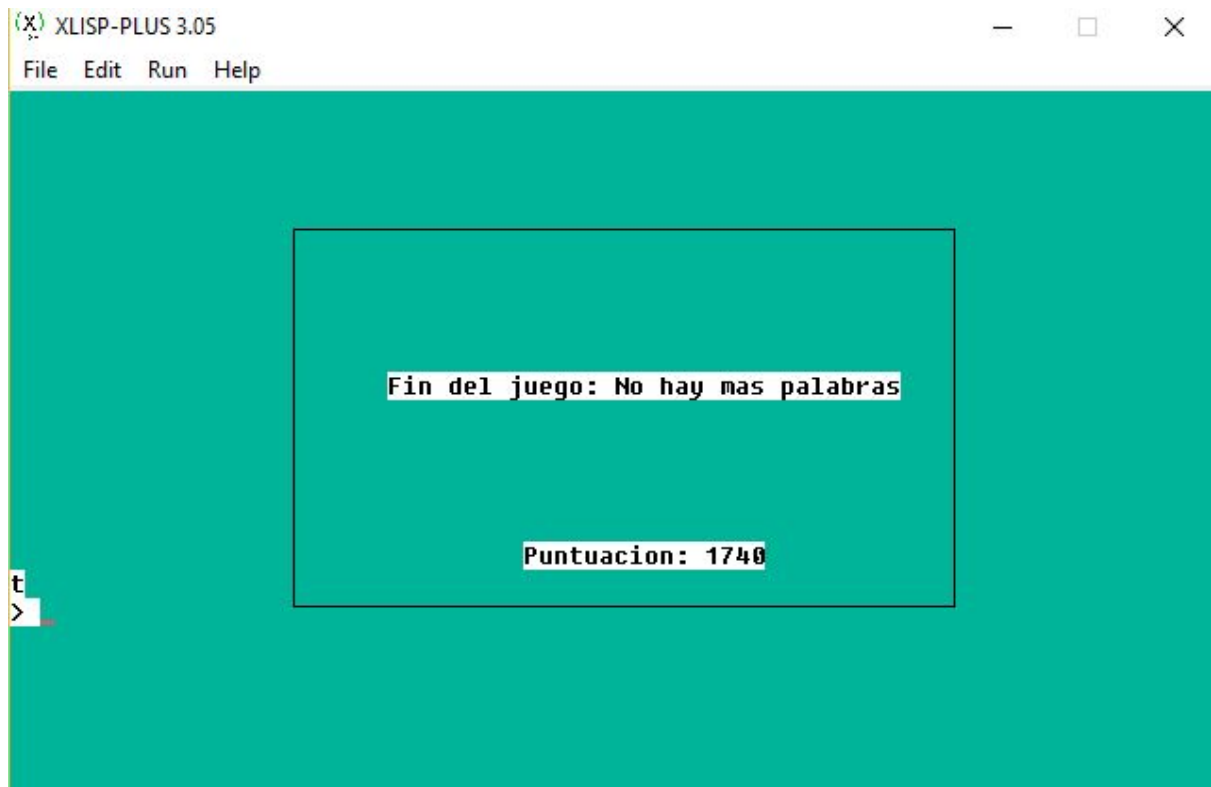 (X) XLISP-PLUS 3.05
File Edit Run Help
Fin del juego: No hay mas palabras
Puntuacion: 1740
t
> _